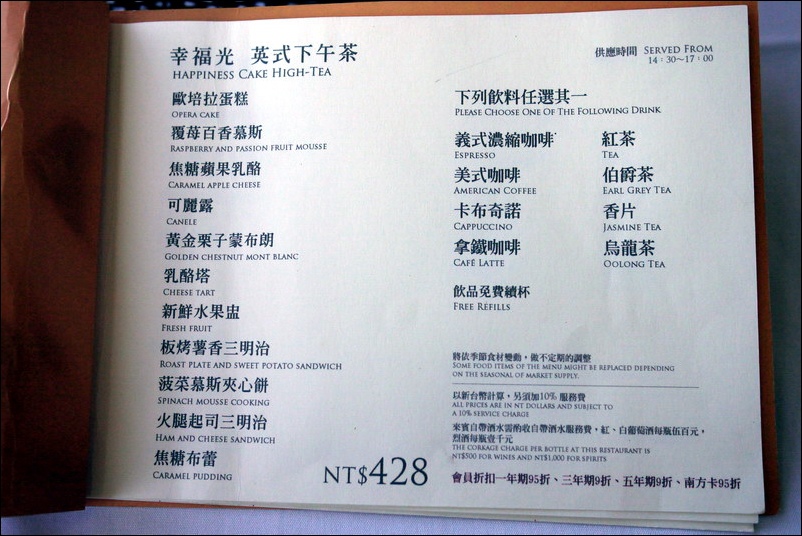 幸福光 英式下午茶
HAPPINESS CAKE HIGH-TEA
供應時間 SERVED FROM
14：30～17：00
歐培拉蛋糕
OPERA CAKE
覆莓百香慕斯
RASPBERRY AND PASSION FRUIT MOUSSE
焦糖蘋果乳酪
CARAMEL APPLE CHEESE
可麗露
CANELE
黃金栗子蒙布朗
GOLDEN CHESTNUT MONT BLANC
乳酪塔
CHEESE TART
新鮮水果盅
FRESH FRUIT
板烤薯香三明治
ROAST PLATE AND SWEET POTATO SANDWICH
菠菜慕斯夾心餅
SPINACH MOUSSE COOKING
火腿起司三明治
HAM AND CHEESE SANDWICH
焦糖布蕾
CARAMEL PUDDING
NT$428
下列飲料任選其一
PLEASE CHOOSE ONE OF THE FOLLOWING DRINK
義式濃縮咖啡
ESPRESSO
美式咖啡
AMERICAN COFFEE
卡布奇諾
CAPPUCCINO
拿鐵咖啡
CAFÉ LATTE
紅茶
TEA
伯爵茶
EARL GREY TEA
香片
JASMINE TEA
烏龍茶
OOLONG TEA
飲品免費續杯
FREE REFILLS
將依季節食材變動，做不定期的調整
SOME FOOD ITEMS OF THE MENU MIGHT BE REPLACED DEPENDING
ON THE SEASONAL OF MARKET SUPPLY.
以新台幣計算，另須加10% 服務費
ALL PRICES ARE IN NT DOLLARS AND SUBJECT TO
A 10% SERVICE CHARGE
來賓自帶酒水需酌收自帶酒水服務費，紅、白葡萄酒每瓶伍百元，
烈酒每瓶壹千元
THE CORKAGE CHARGE PER BOTTLE AT THIS RESTAURANT IS
NT$500 FOR WINES AND NT$1,000 FOR SPIRITS
會員折扣一年期95折、三年期9折、五年期9折、南方卡95折